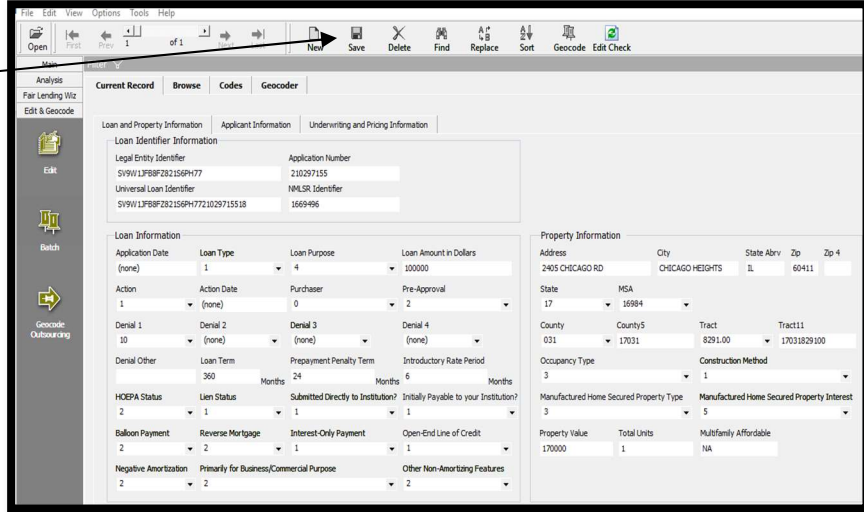 File Edit View Options Tools Help
Open First Prev 1 of 1 Next New Save Delete Find Replace Sort Geocode Edit Check
Main
Analysis
Fair Lending Wiz
Edit & Geocode
Edit
Batch
Geocode Outsourcing
Current Record Browse Codes Geocoder
Loan and Property Information Applicant Information Underwriting and Pricing Information
Loan Identifier Information
Legal Entity Identifier Application Number
SV9W1JFB8FZ821S6PH77 210297155
Universal Loan Identifier NMLSR Identifier
SV9W1JFB8FZ821S6PH7721029715518 1669496
Loan Information
Application Date Loan Type Loan Purpose Loan Amount in Dollars
(none) 1 4 100000
Action Action Date Purchaser Pre-Approval
1 (none) 0 2
Denial 1 Denial 2 Denial 3 Denial 4
10 (none) (none) (none)
Denial Other Loan Term Prepayment Penalty Term Introductory Rate Period
360 Months 24 Months 6 Months
HOEPA Status Lien Status Submitted Directly to Institution? Initially Payable to your Institution?
2 1 1 1
Balloon Payment Reverse Mortgage Interest-Only Payment Open-End Line of Credit
2 2 1 1
Negative Amortization Primarily for Business/Commercial Purpose Other Non-Amortizing Features
2 2 2
Property Information
Address City State Abrv Zip Zip 4
2405 CHICAGO RD CHICAGO HEIGHTS IL 60411
State MSA
17 16984
County County5 Tract Tract11
031 17031 8291.00 17031829100
Occupancy Type Construction Method
3 1
Manufactured Home Secured Property Type Manufactured Home Secured Property Interest
3 5
Property Value Total Units Multifamily Affordable
170000 1 NA